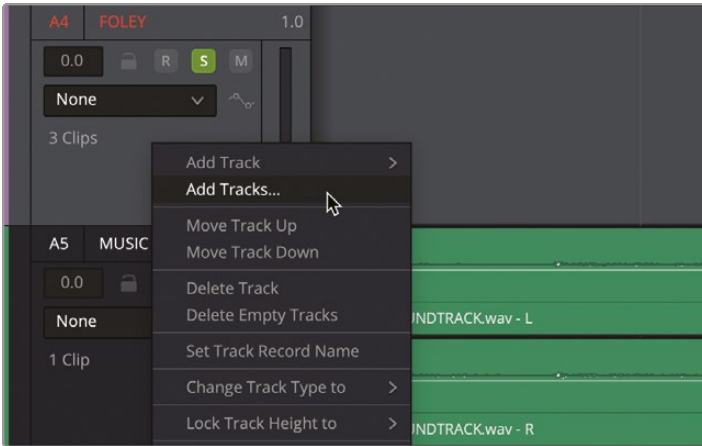 A4 FOLEY 1.0
0.0 R S M
None
3 Clips
Add Track >
Add Tracks...
Move Track Up
Move Track Down
A5 MUSIC
0.0
Delete Track
Delete Empty Tracks
None
UNDTRACK.wav - L
1 Clip
Set Track Record Name
Change Track Type to >
Lock Track Height to >
UNDTRACK.wav - R